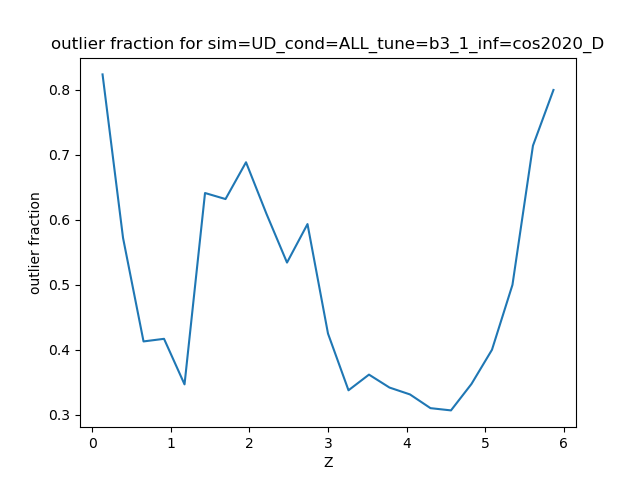 outlier fraction for sim=UD_cond=ALL_tune=b3_1_inf=cos2020_D
outlier fraction
0.8
0.7
0.6
0.5
0.4
0.3
0 1 2 3 4 5 6
Z